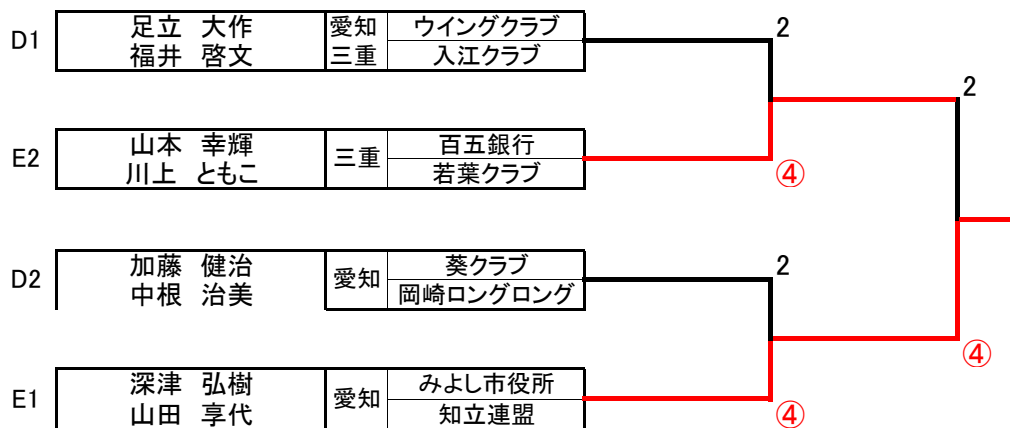 D1 足立 大作 愛知 ウイングクラブ 2
福井 啓文 三重 入江クラブ
2
E2 山本 幸輝 三重 百五銀行
川上 ともこ 若葉クラブ ④
D2 加藤 健治 愛知 葵クラブ 2
中根 治美 岡崎ロングロング
④
E1 深津 弘樹 愛知 みよし市役所
山田 享代 知立連盟 ④